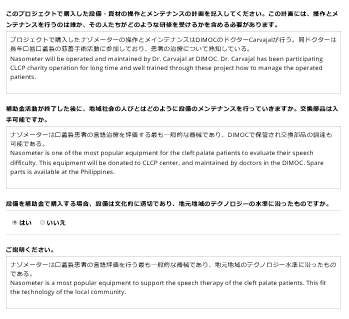 このプロジェクトで購入した設備・資材の操作とメンテナンスの計画を記入してください。この計画には、操作とメ
ンテナンスを行うのは誰か、その人たちがどのような研修を受けるかを含める必要があります。
プロジェクトで購入したナゾメーターの操作とメインテナンスはDIMOCのドクターCarvajalが行う。同ドクターは
長年口唇口蓋裂の慈善手術活動に参加しており、患者の治療について熟知している。
Nasometer will be operated and maintained by Dr. Carvajal at DIMOC. Dr. Carvajal has been participating
CLCP charity operation for long time and well trained through these project how to manage the operated
patients.
補助金活動が終了した後に、地域社会の人びとはどのように設備のメンテナンスを行っていきますか。交換部品は入
手可能ですか。
ナゾメーターは口蓋裂患者の言語治療を評価する最も一般的な器械であり、DIMOCで保管され交換部品の調達も
可能である。
Nasometer is one of the most popular equipment for the cleft palate patients to evaluate their speech
difficulty. This equipment will be donated to CLCP center, and maintained by doctors in the DIMOC. Spare
parts is available at the Philippines.
設備を補助金で購入する場合、設備は文化的に適切であり、地元地域のテクノロジーの水準に沿ったものですか。
はい いいえ
ご説明ください。
ナゾメーターは口蓋裂患者の言語評価を行う最も一般的な器械であり、地元地域のテクノロジー水準に沿ったもの
である。
Nasometer is a most popular equipment to support the speech therapy of the cleft palate patients. This fit
the technology of the local community.